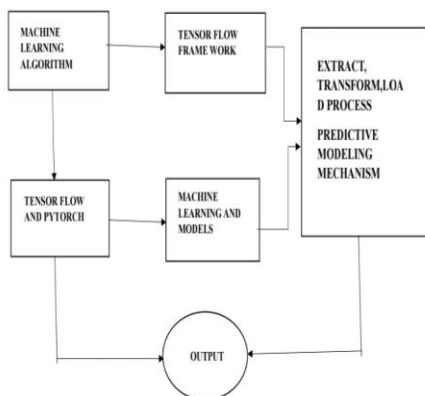 MACHINE
LEARNING
ALGORITHM
TENSOR FLOW
FRAME WORK
EXTRACT,
TRANSFORM,LOA
D PROCESS
PREDICTIVE
MODELING
MECHANISM
TENSOR FLOW
AND PYTORCH
MACHINE
LEARNING AND
MODELS
OUTPUT